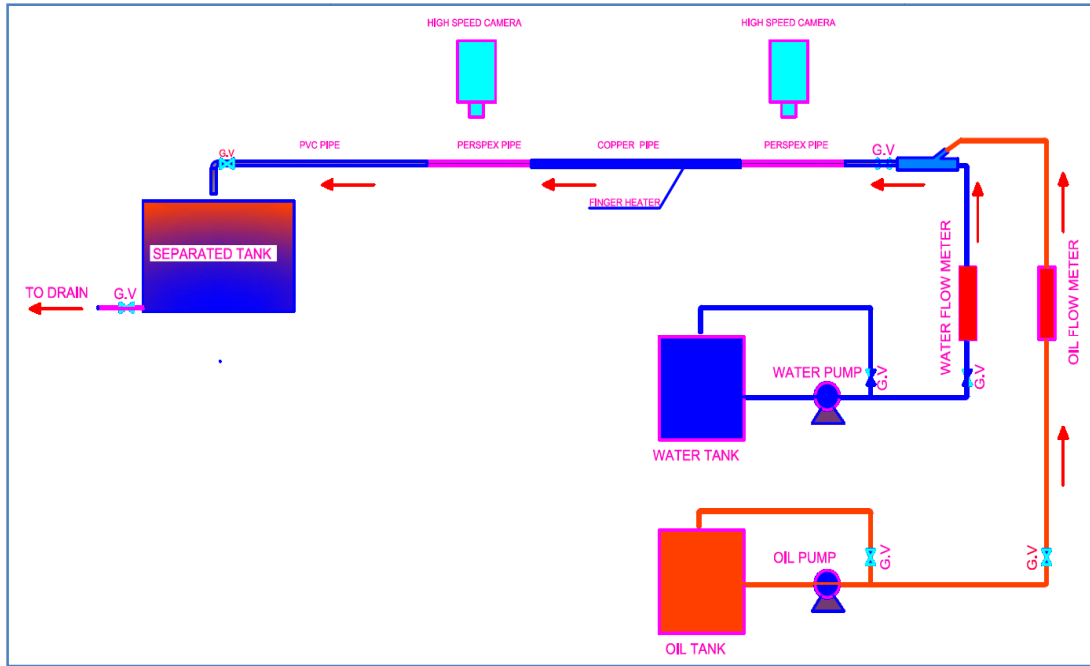 HIGH SPEED CAMERA
HIGH SPEED CAMERA
PVC PIPE
PERSPEX PIPE
COPPER PIPE
PERSPEX PIPE
G.V
G.V
FINGER HEATER
SEPARATED TANK
TO DRAIN
G.V
WATER FLOW METER
OIL FLOW METER
WATER PUMP
G.V
G.V
WATER TANK
OIL PUMP
G.V
G.V
OIL TANK